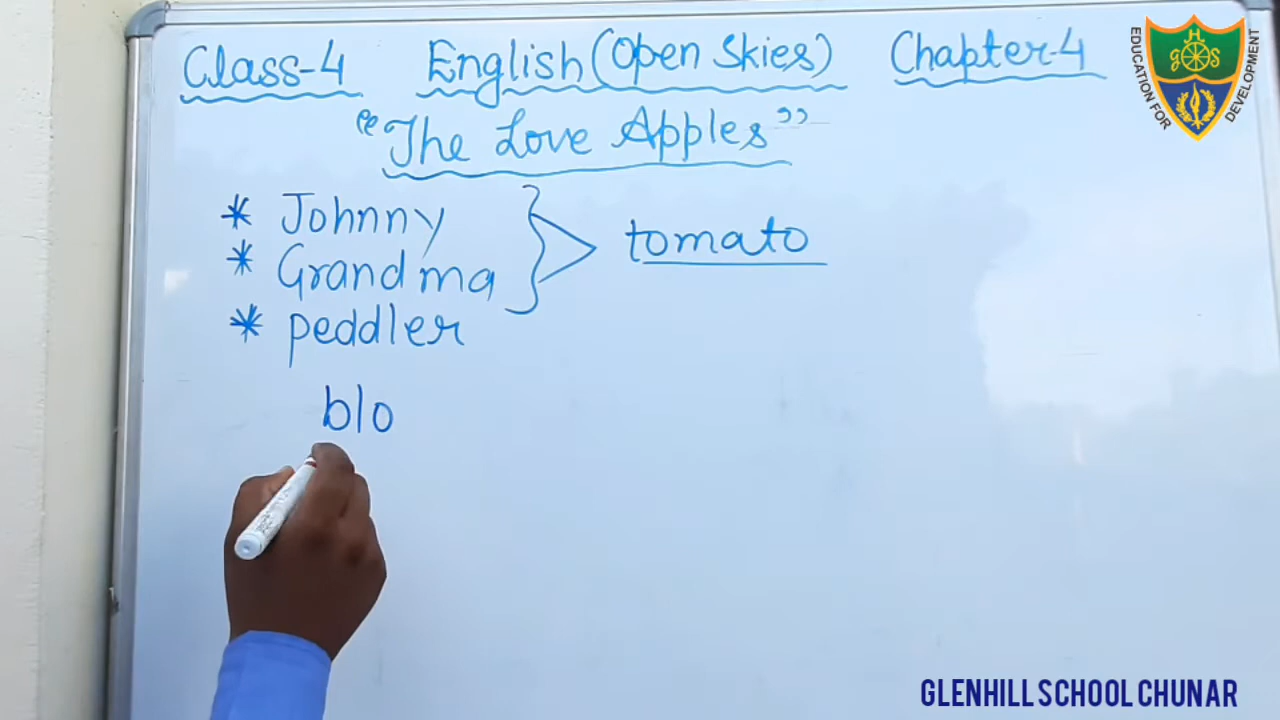 Class-4 English (Open Skies) Chapter-4
"The Love Apples"
* Johnny
* Grandma
* peddler
tomato
blo
EDUCATION FOR DEVELOPMENT
G H S
GLENHILL SCHOOL CHUNAR